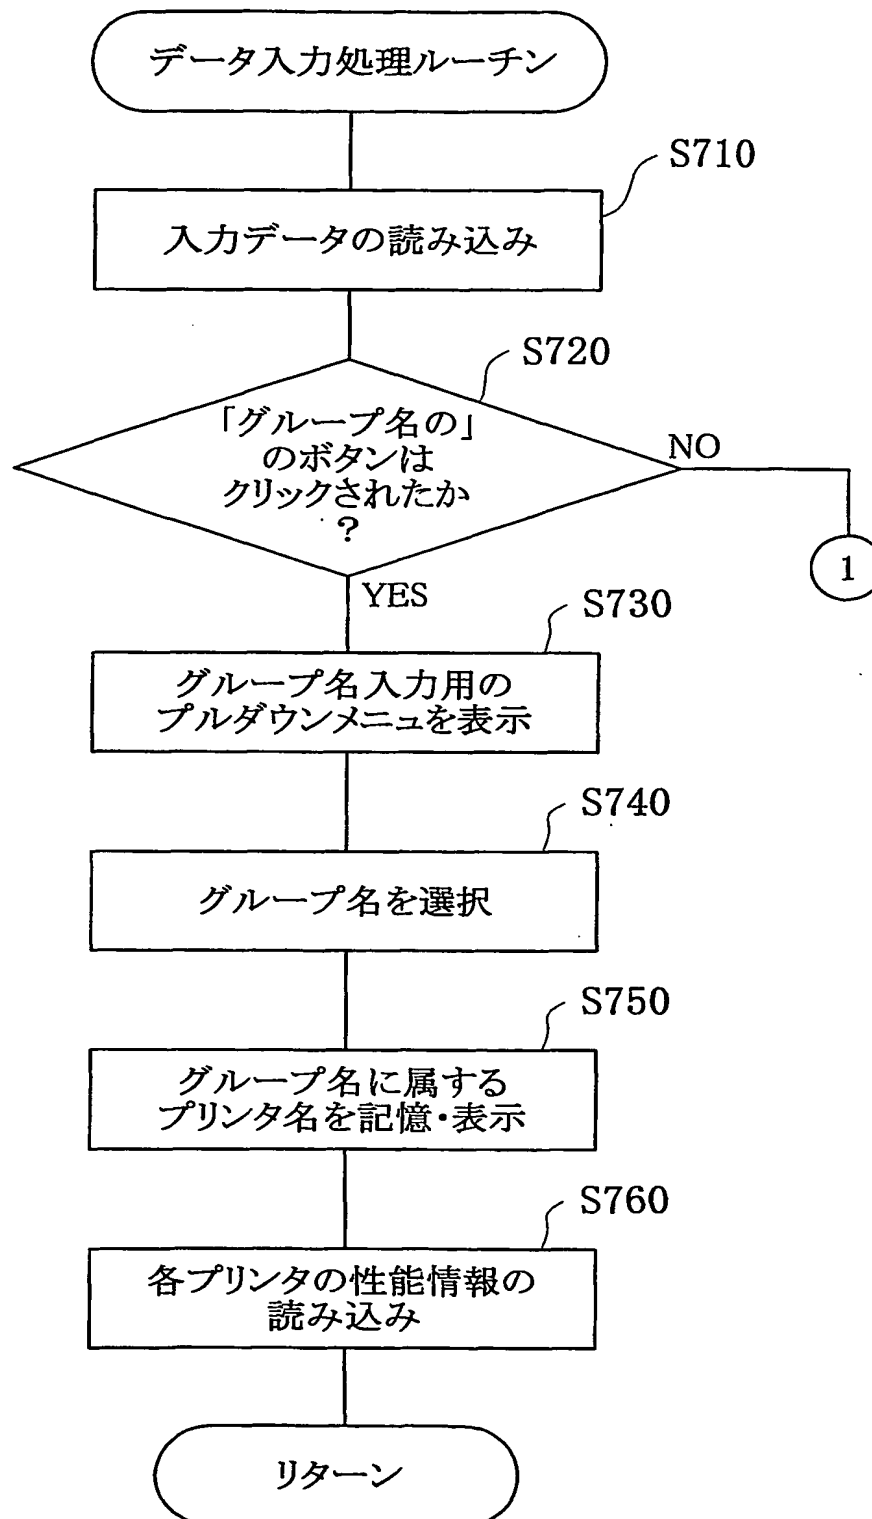 データ入力処理ルーチン
S710
入力データの読み込み
S720
「グループ名の」
のボタンは
クリックされたか
?
NO
1
YES
S730
グループ名入力用の
プルダウンメニュを表示
S740
グループ名を選択
S750
グループ名に属する
プリンタ名を記憶・表示
S760
各プリンタの性能情報の
読み込み
リターン